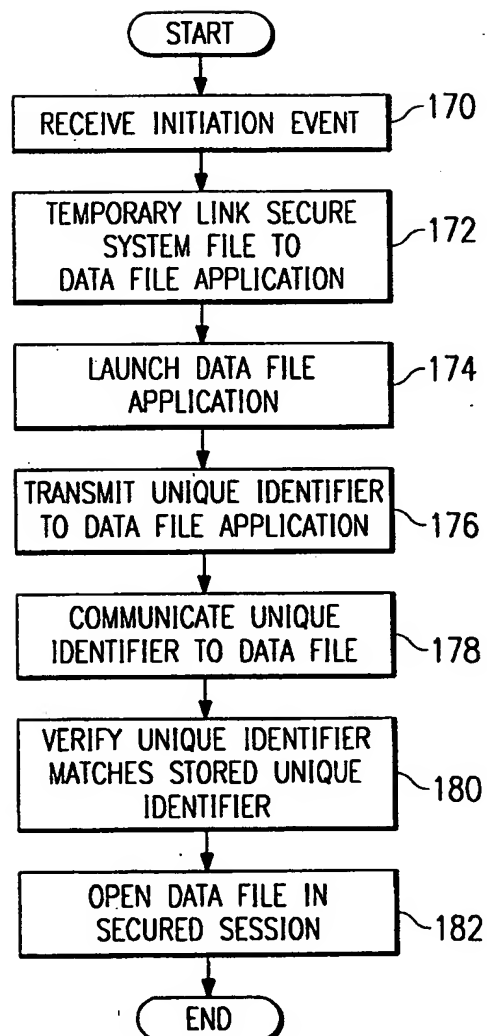 START
RECEIVE INITIATION EVENT
170
TEMPORARY LINK SECURE
SYSTEM FILE TO
DATA FILE APPLICATION
172
LAUNCH DATA FILE
APPLICATION
174
TRANSMIT UNIQUE IDENTIFIER
TO DATA FILE APPLICATION
176
COMMUNICATE UNIQUE
IDENTIFIER TO DATA FILE
178
VERIFY UNIQUE IDENTIFIER
MATCHES STORED UNIQUE
IDENTIFIER
180
OPEN DATA FILE IN
SECURED SESSION
182
END